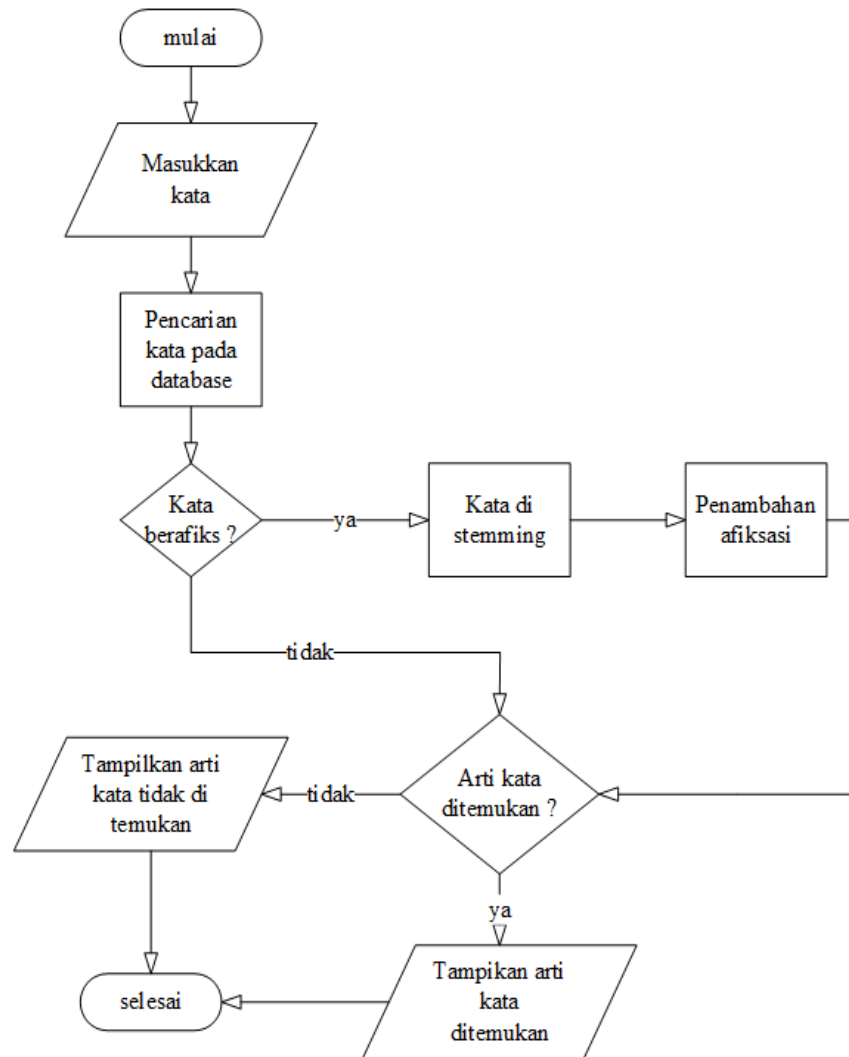 mulai
Masukkan
kata
Pencarian
kata pada
database
Kata
berafiks ?
ya
Kata di
stemming
Penambahan
afiksasi
tidak
Arti kata
ditemukan ?
tidak
Tampilkan arti
kata tidak di
temukan
ya
Tampikan arti
kata
ditemukan
selesai